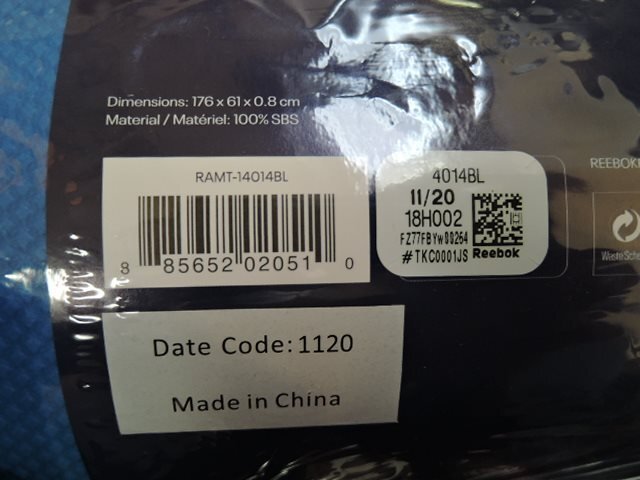 Dimensions: 176 x 61 x 0.8 cm
Material / Matériel: 100% SBS
RAMT-14014BL
8 85652 02051 0
4014BL
11/20
18H002
FZ77FBYw09264
#TKC0001JS Reebok
REEBOK
Date Code: 1120
Made in China